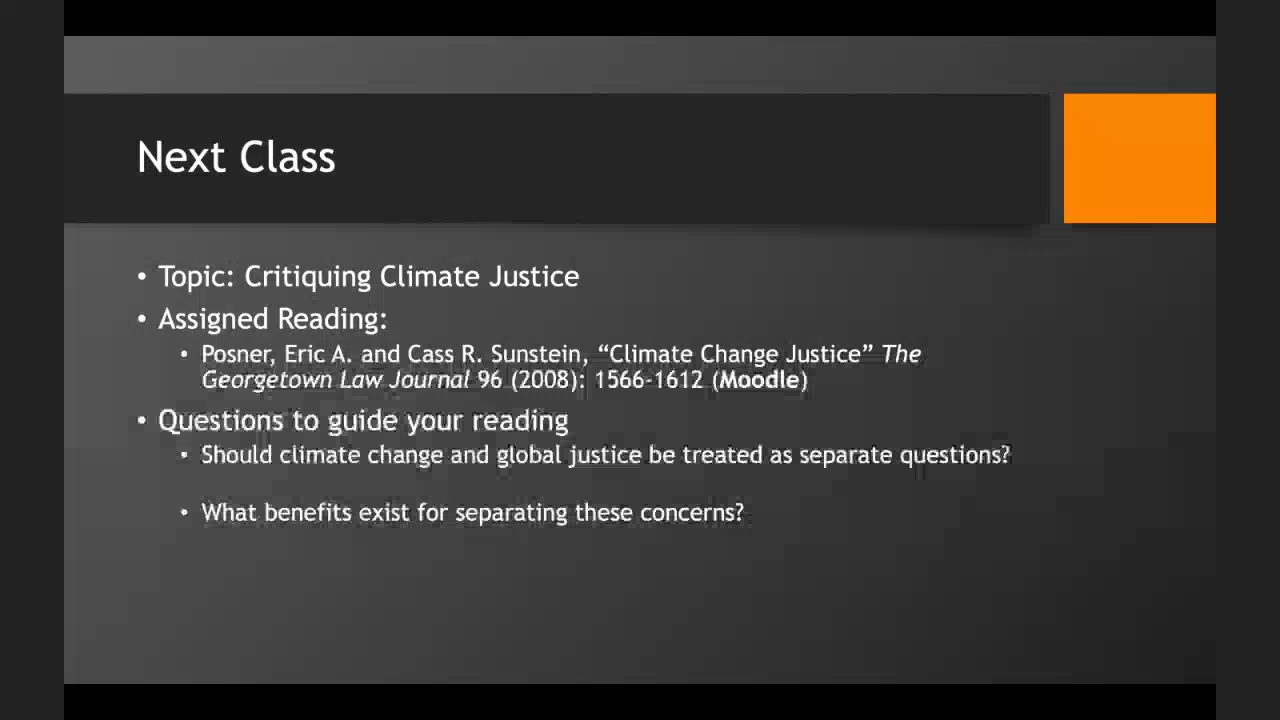 Next Class
• Topic: Critiquing Climate Justice
• Assigned Reading:
• Posner, Eric A. and Cass R. Sunstein, “Climate Change Justice” The
Georgetown Law Journal 96 (2008): 1566-1612 (Moodle)
• Questions to guide your reading
• Should climate change and global justice be treated as separate questions?
• What benefits exist for separating these concerns?